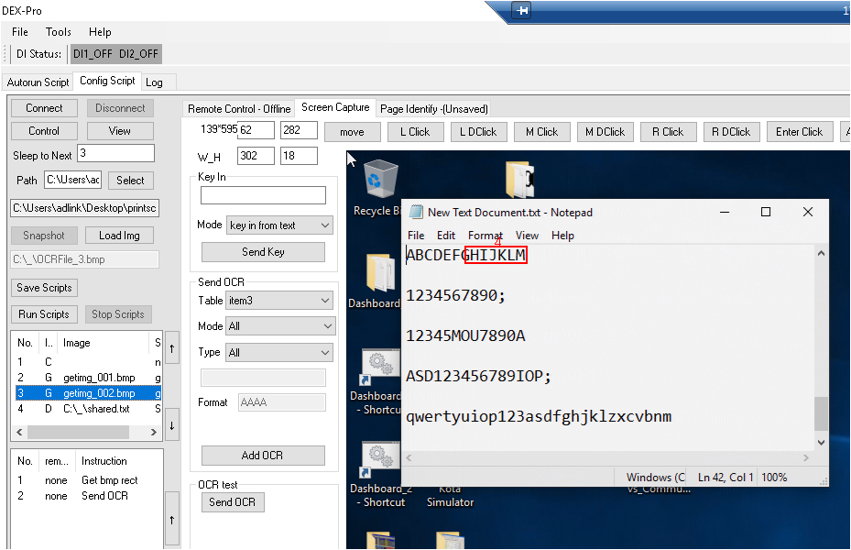 DEX-Pro
File Tools Help
DI Status: DI1_OFF DI2_OFF
Autorun Script Config Script Log
Connect Disconnect
Control View
Sleep to Next 3
Path C:\Users\ac Select
C:\Users\adlink\Desktop\printsc
Snapshot Load Img
C:\_\OCRFile_3.bmp
Save Scripts
Run Scripts Stop Scripts
No. I.. Image S
1 C n
2 G getimg_001.bmp g
3 G getimg_002.bmp g
4 D C:\_\shared.txt S
No. rem... Instruction
1 none Get bmp rect
2 none Send OCR
Remote Control - Offline Screen Capture Page Identify -(Unsaved)
139"595 62 282 move L Click L DClick M Click M DClick R Click R DClick Enter Click A
W_H 302 18
Key In
Mode key in from text
Send Key
Send OCR
Table item3
Mode All
Type All
Format AAAA
Add OCR
OCR test
Send OCR
Recycle Bi
Dashboard
Dashboard
- Shortcu
Dashboard_2
- Shortcut
Kota
Simulator
vs_Commu...
New Text Document.txt - Notepad
File Edit Format View Help
4
ABCDEFGHIJKLM
1234567890;
12345MOU7890A
ASD123456789IOP;
qwertyuiop123asdfghjklzxcvbnm
Windows (C Ln 42, Col 1 100%